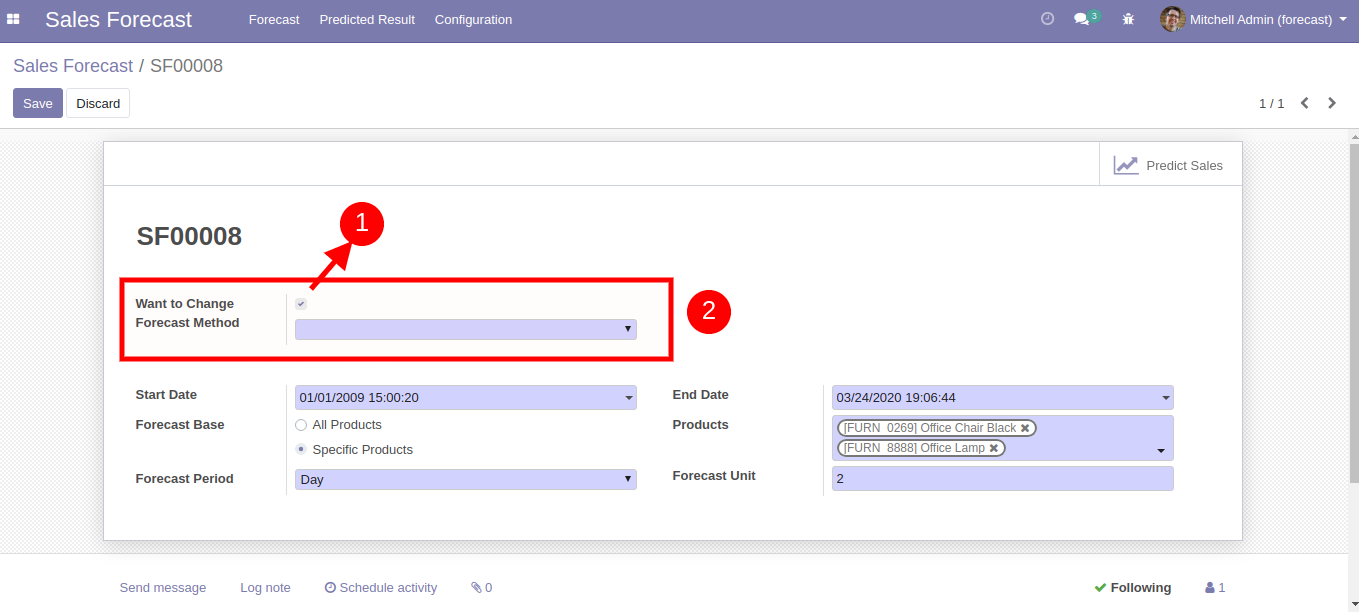 Sales Forecast Forecast Predicted Result Configuration 3 Mitchell Admin (forecast)
Sales Forecast / SF00008
Save Discard 1 / 1
Predict Sales
SF00008
1
2
Want to Change
Forecast Method
Start Date 01/01/2009 15:00:20 End Date 03/24/2020 19:06:44
Forecast Base All Products Products [FURN_0269] Office Chair Black
Specific Products [FURN_8888] Office Lamp
Forecast Period Day Forecast Unit 2
Send message Log note Schedule activity 0 Following 1